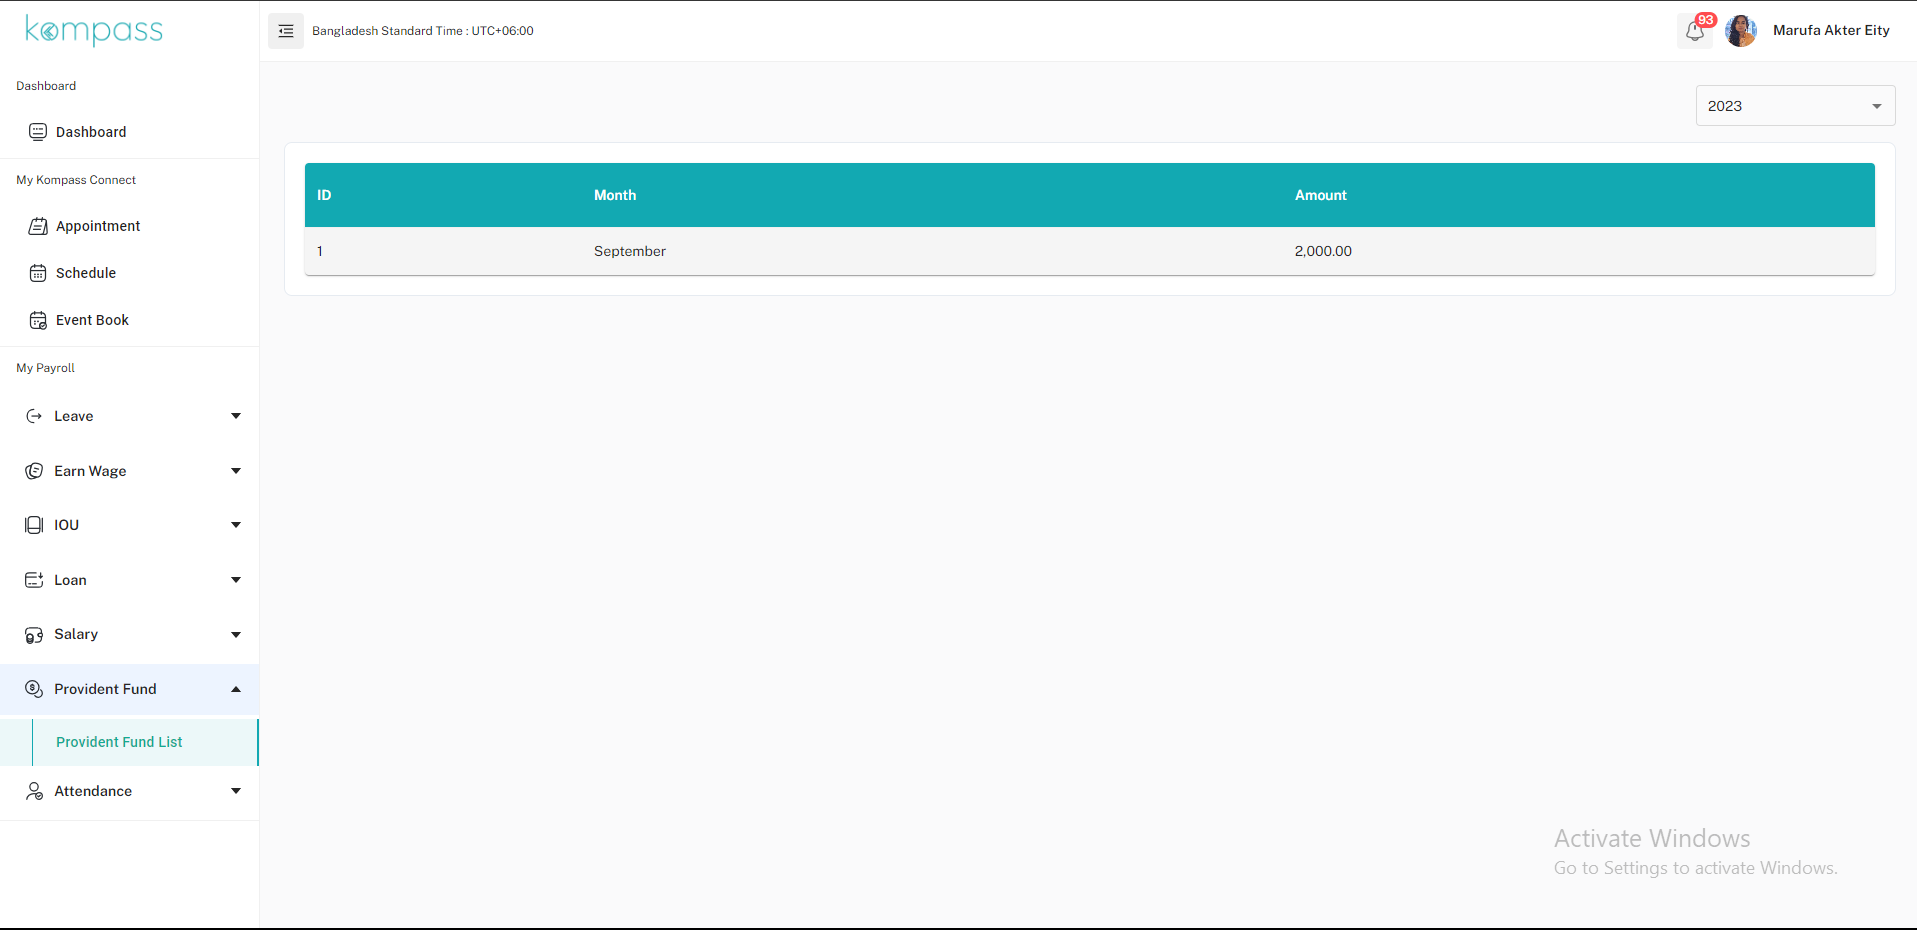 kompass
Bangladesh Standard Time : UTC+06:00
93
Marufa Akter Eity
Dashboard
Dashboard
My Kompass Connect
Appointment
Schedule
Event Book
My Payroll
Leave
Earn Wage
IOU
Loan
Salary
Provident Fund
Provident Fund List
Attendance
2023
ID Month Amount
1 September 2,000.00
Activate Windows
Go to Settings to activate Windows.